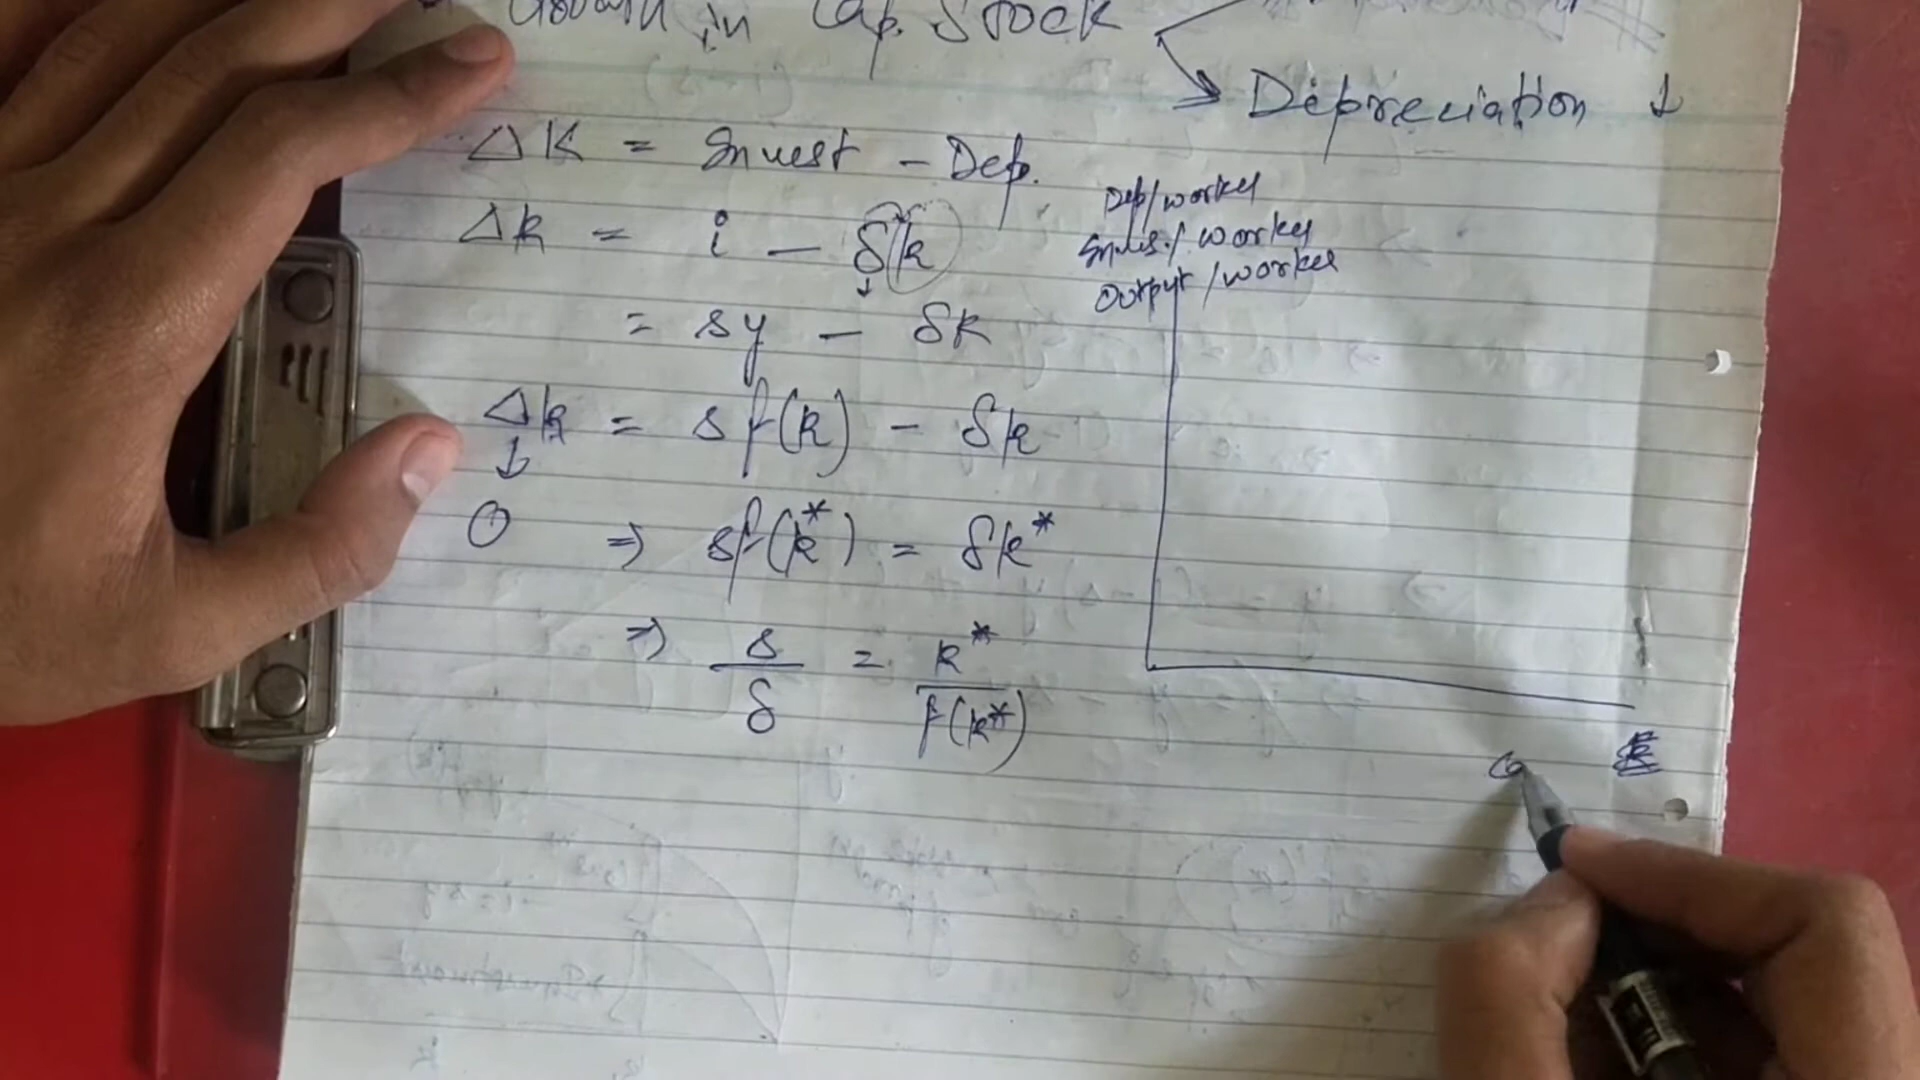 Growth in Cap. Stock
Depreciation ↓
ΔK = Invest - Dep.
Δk = i - δk
↓
= sy - δk
Δk = sf(k) - δk
↓
0 ⇒ sf(k*) = δk*
⇒ s/δ = k*/f(k*)
Dep/worker
Inves./worker
Output/worker
k